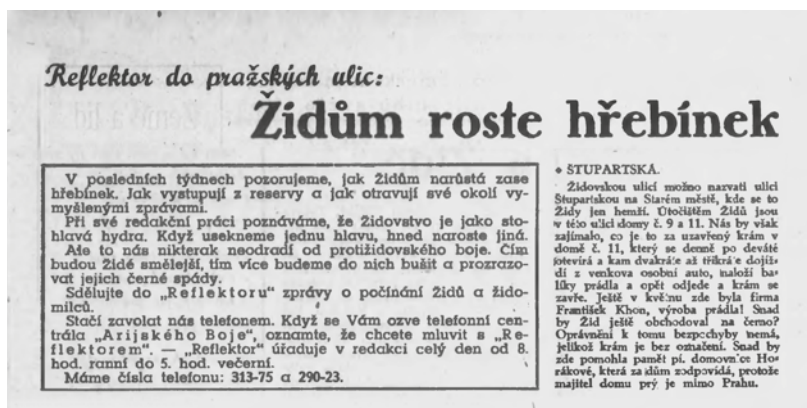 Reflektor do pražských ulic:
Židům roste hřebínek
V posledních týdnech pozorujeme, jak Židům narůstá zase
hřebínek. Jak vystupují z reservy a jak otravují své okolí vy-
myšlenými zprávami.
Při své redakční práci poznáváme, že Židovstvo je jako sto-
hlavá hydra. Když usekneme jednu hlavu, hned naroste jiná.
Ale to nás nikterak neodradí od protižidovského boje. Čím
budou Židé smělejší, tím více budeme do nich bušit a prozrazo-
vat jejich černé spády.
Sdělujte do „Reflektoru" zprávy o počínání Židů a žido-
milců.
Stačí zavolat nás telefonem. Když se Vám ozve telefonní cen-
trála „Arijského Boje", oznamte, že chcete mluvit s „Re-
flektorem". — „Reflektor" úřaduje v redakci celý den od 8.
hod. ranní do 5. hod. večerní.
Máme čísla telefonu: 313-75 a 290-23.
• ŠTUPARTSKÁ.
Židovskou ulicí možno nazvati ulici
Štupartskou na Starém městě, kde se to
Židy jen hemží. Útočištěm Židů jsou
v této ulici domy č. 9 a 11. Nás by však
zajímalo, co je to za uzavřený krám v
domě č. 11, který se denně po deváté
otevírá a kam dvakráte až třikráte dojíž-
dí z venkova osobní auto, naloží ba-
líky prádla a opět odjede a krám se
zavře. Ještě v květnu zde byla firma
František Khon, výroba prádla! Snad
by Žid ještě obchodoval na černo?
Oprávnění k tomu bezpochyby nemá,
jelikož krám je bez označení. Snad by
zde pomohla paměť pí. domovnice Ho-
rákové, která za dům zodpovídá, protože
majitel domu prý je mimo Prahu.